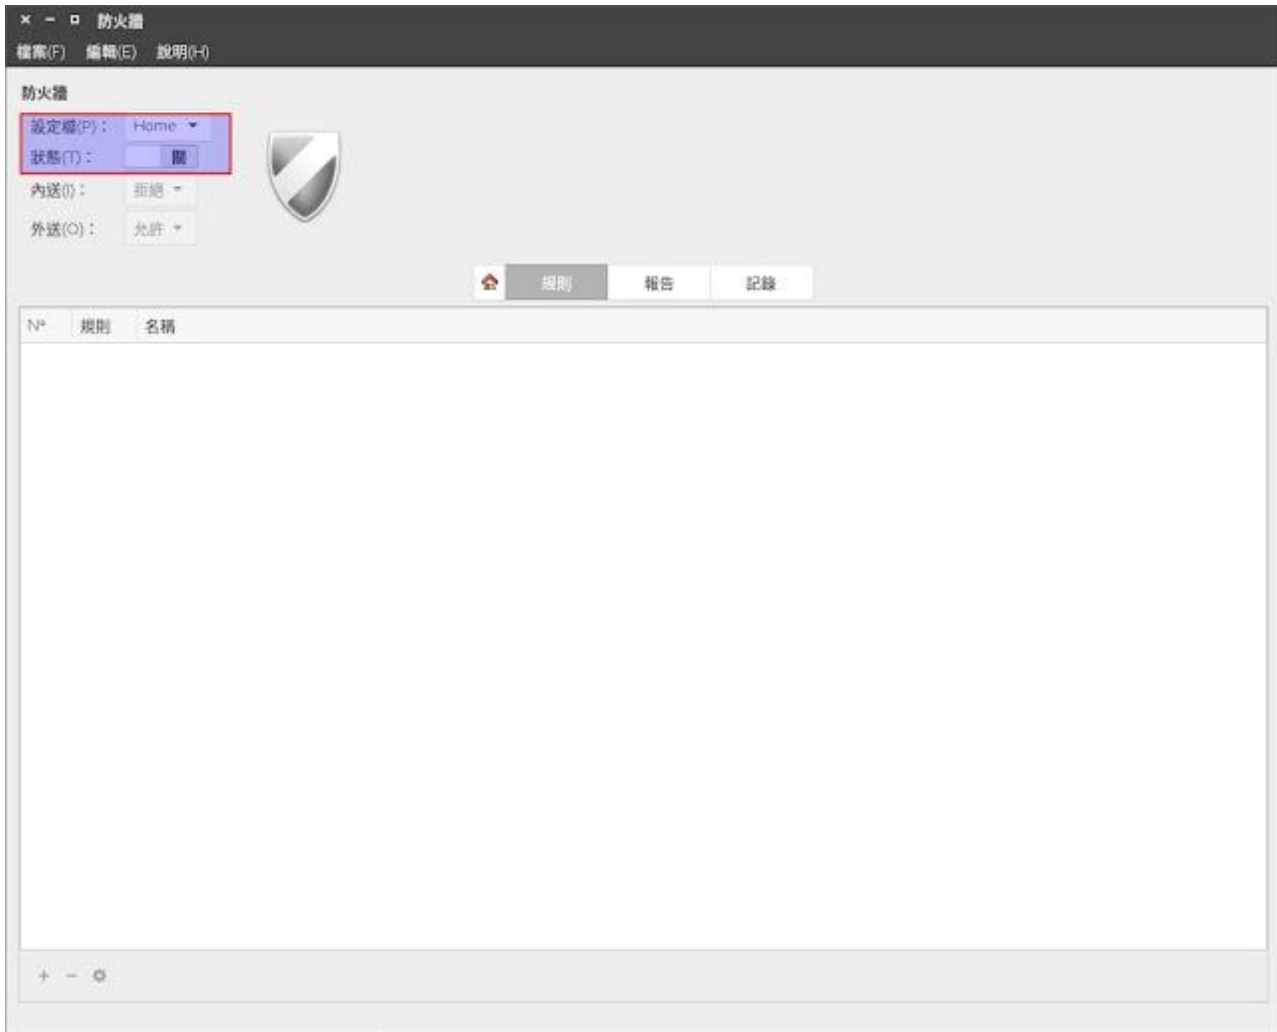 防火牆
檔案(F) 編輯(E) 說明(H)
防火牆
設定檔(P)： Home
狀態(T)： 關
內送(I)： 拒絕
外送(O)： 允許
規則 報告 記錄
Nº 規則 名稱